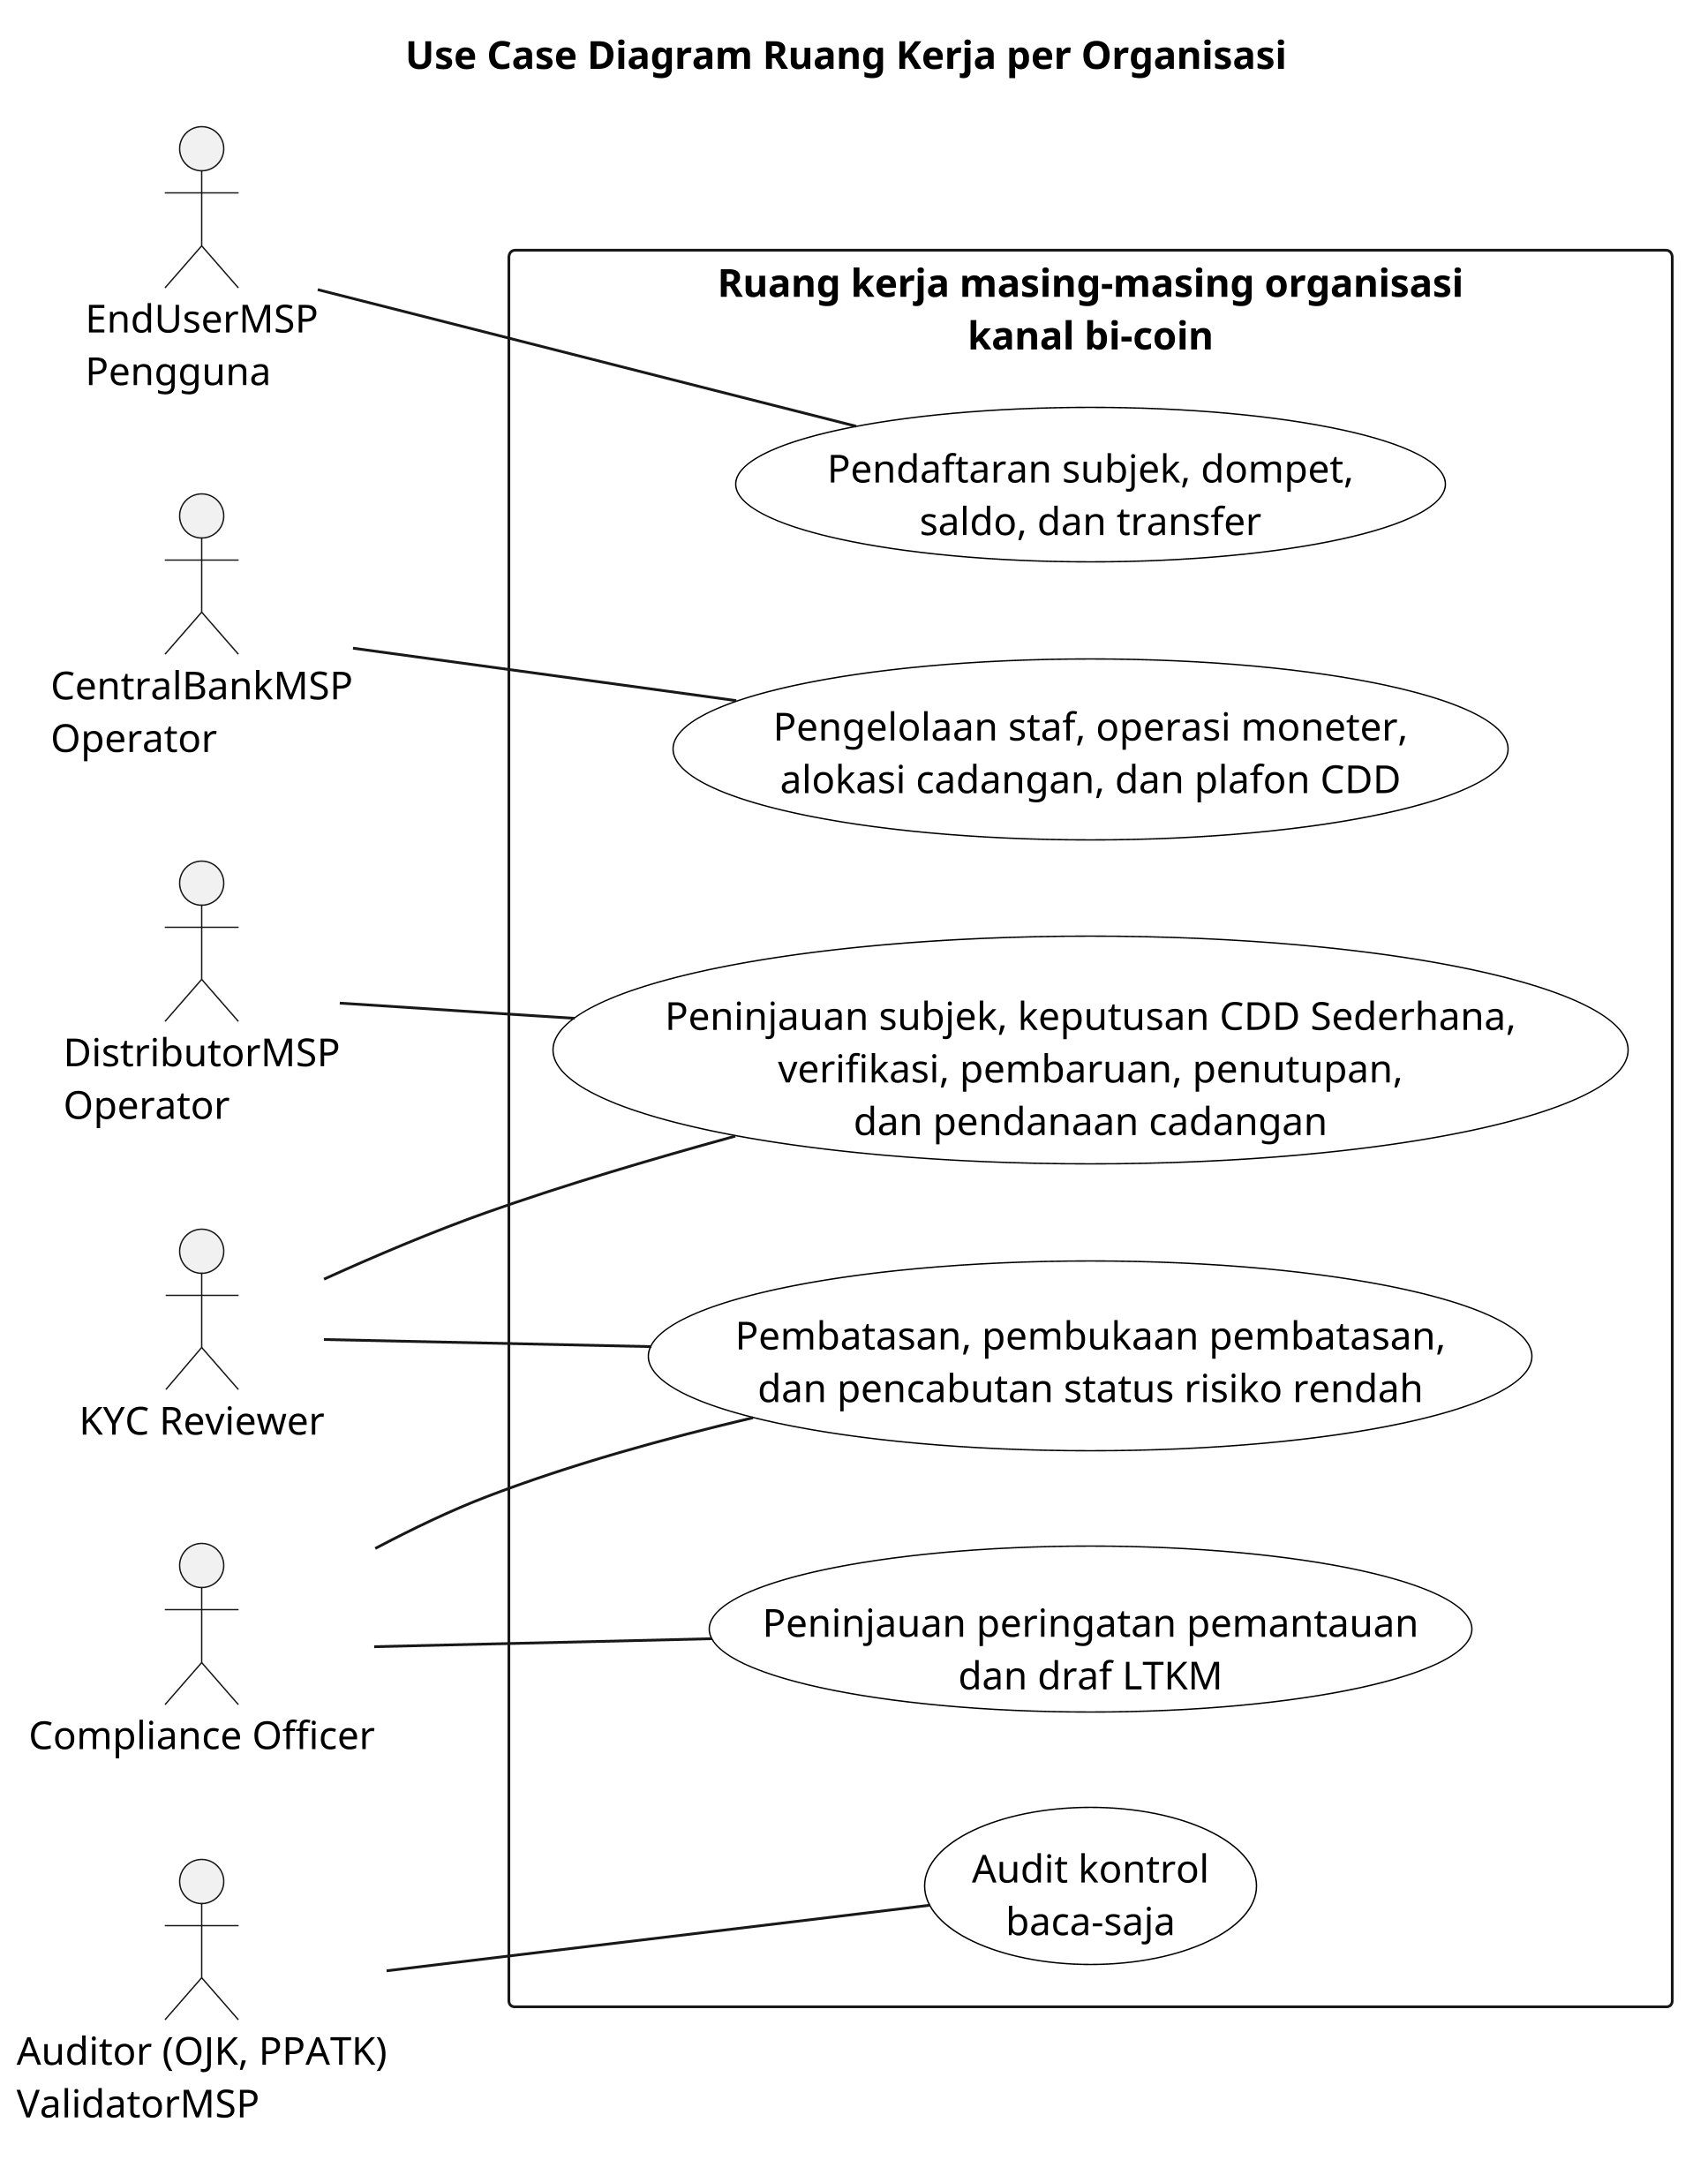 Use Case Diagram Ruang Kerja per Organisasi
Ruang kerja masing-masing organisasi
kanal bi-coin
EndUserMSP
Pengguna
Pendaftaran subjek, dompet,
saldo, dan transfer
CentralBankMSP
Operator
Pengelolaan staf, operasi moneter,
alokasi cadangan, dan plafon CDD
DistributorMSP
Operator
Peninjauan subjek, keputusan CDD Sederhana,
verifikasi, pembaruan, penutupan,
dan pendanaan cadangan
KYC Reviewer
Pembatasan, pembukaan pembatasan,
dan pencabutan status risiko rendah
Compliance Officer
Peninjauan peringatan pemantauan
dan draf LTKM
Auditor (OJK, PPATK)
ValidatorMSP
Audit kontrol
baca-saja